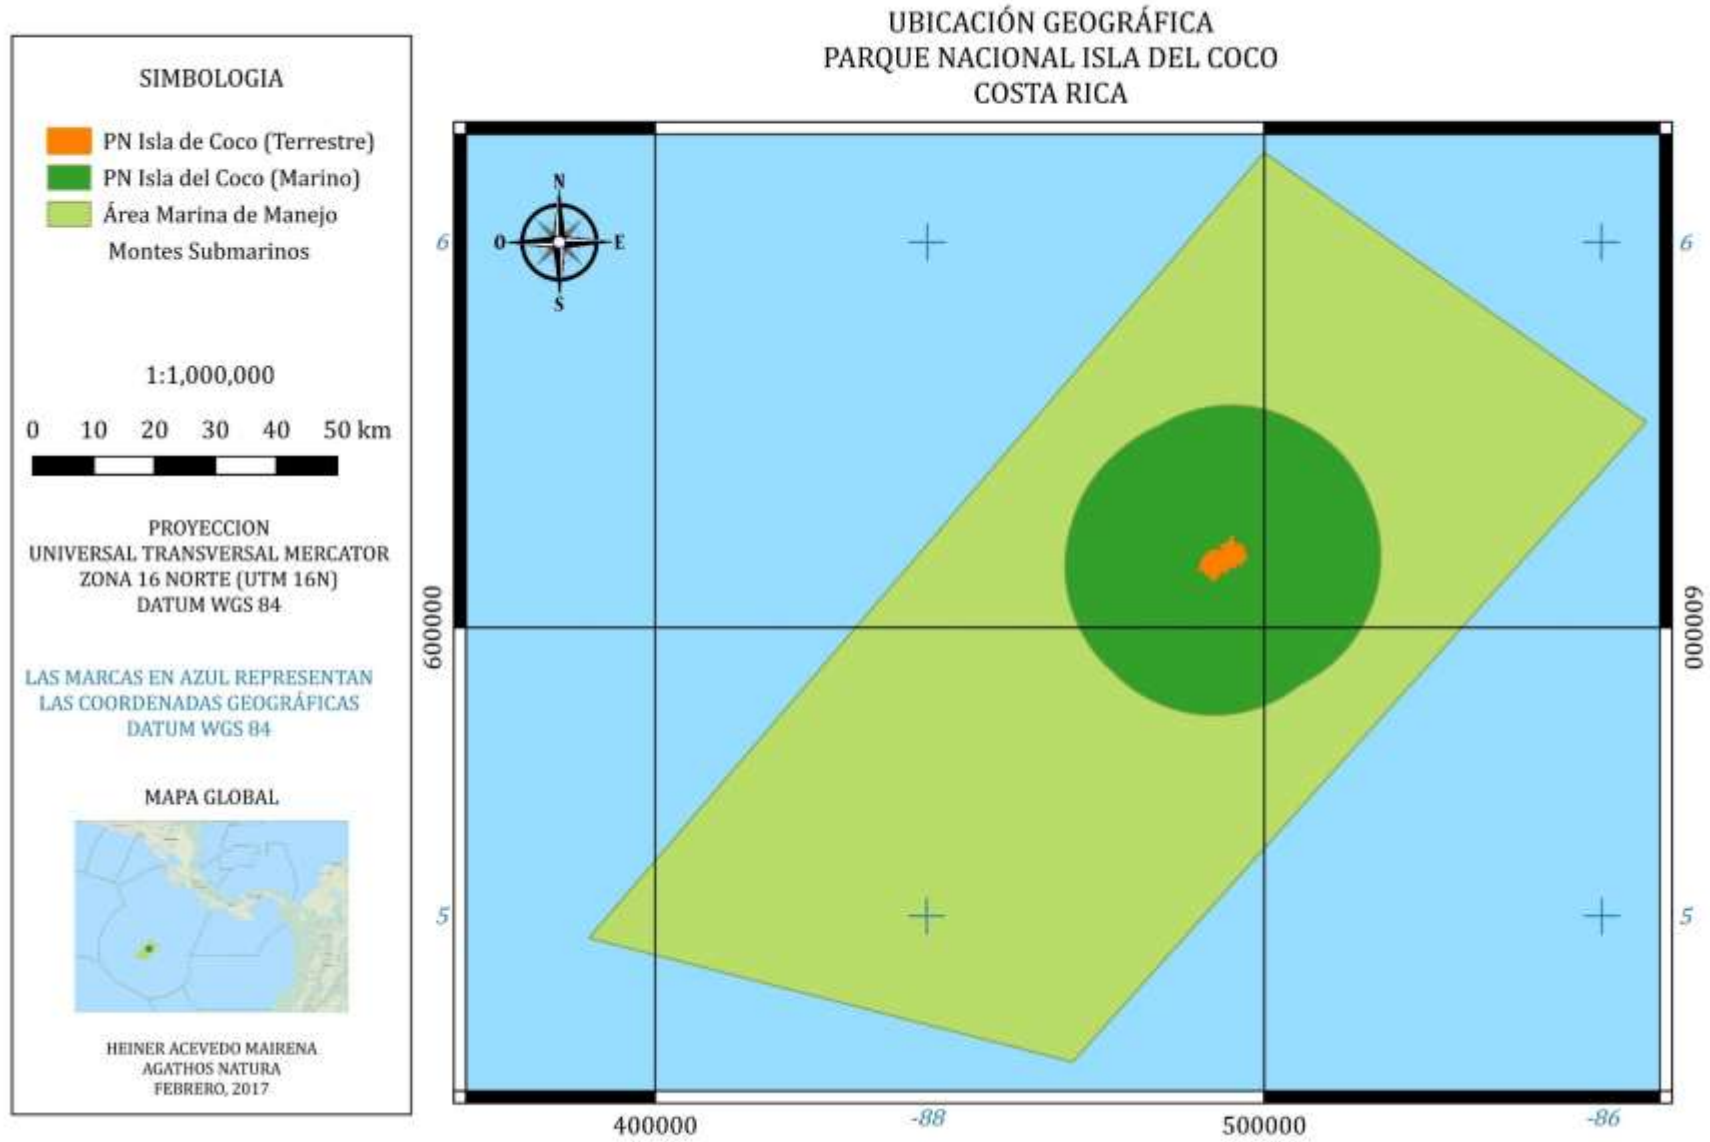 UBICACIÓN GEOGRÁFICA
PARQUE NACIONAL ISLA DEL COCO
COSTA RICA
SIMBOLOGIA
PN Isla de Coco (Terrestre)
PN Isla del Coco (Marino)
Área Marina de Manejo
Montes Submarinos
1:1,000,000
0 10 20 30 40 50 km
PROYECCION
UNIVERSAL TRANSVERSAL MERCATOR
ZONA 16 NORTE (UTM 16N)
DATUM WGS 84
LAS MARCAS EN AZUL REPRESENTAN
LAS COORDENADAS GEOGRÁFICAS
DATUM WGS 84
MAPA GLOBAL
HEINER ACEVEDO MAIRENA
AGATHOS NATURA
FEBRERO, 2017
N
O E
S
6 6
600000 600000
5 5
400000 -88 500000 -86